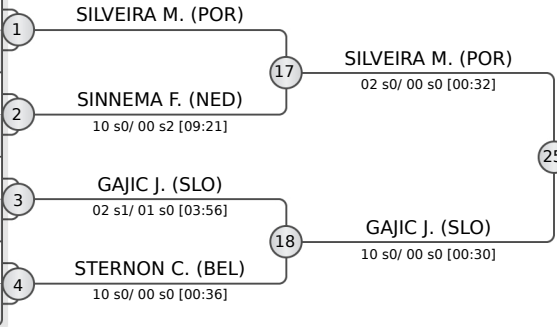 SILVEIRA M. (POR)
1
17
SILVEIRA M. (POR)
02 s0/ 00 s0 [00:32]
SINNEMA F. (NED)
2
10 s0/ 00 s2 [09:21]
25
GAJIC J. (SLO)
3
02 s1/ 01 s0 [03:56]
18
GAJIC J. (SLO)
10 s0/ 00 s0 [00:30]
STERNON C. (BEL)
4
10 s0/ 00 s0 [00:36]